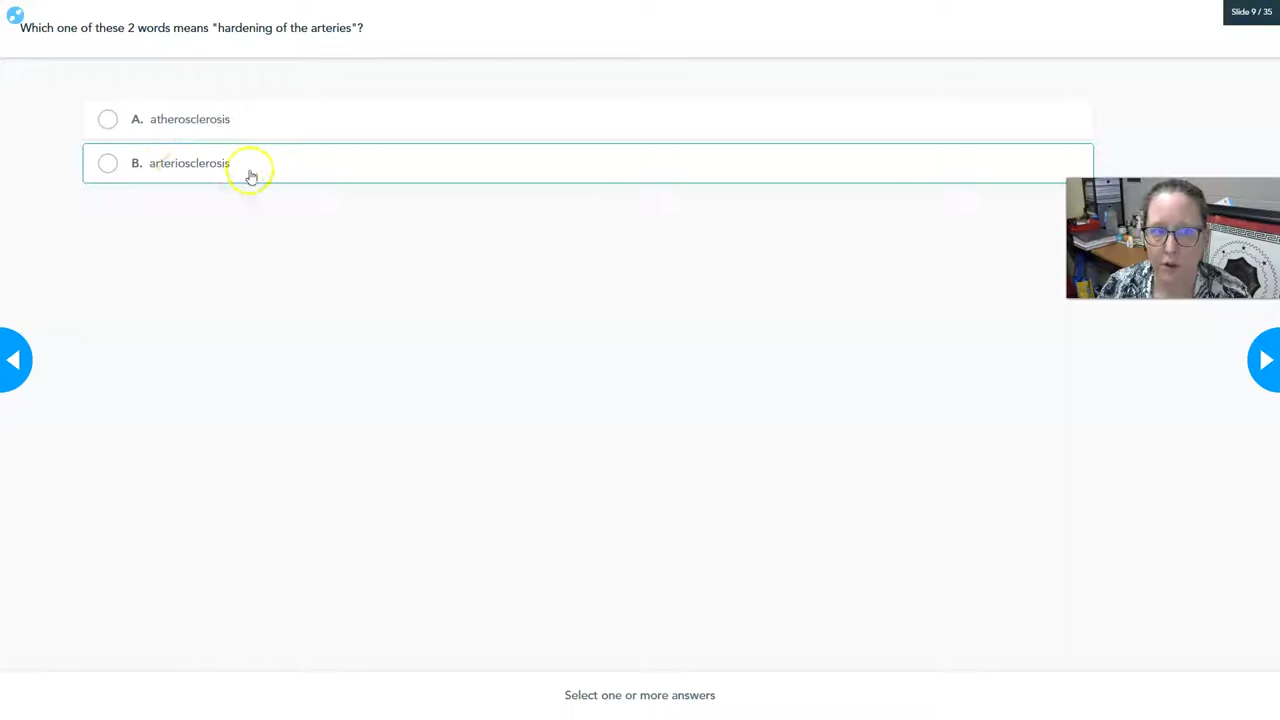 Slide 9 / 35
Which one of these 2 words means "hardening of the arteries"?
A. atherosclerosis
B. arteriosclerosis
Select one or more answers